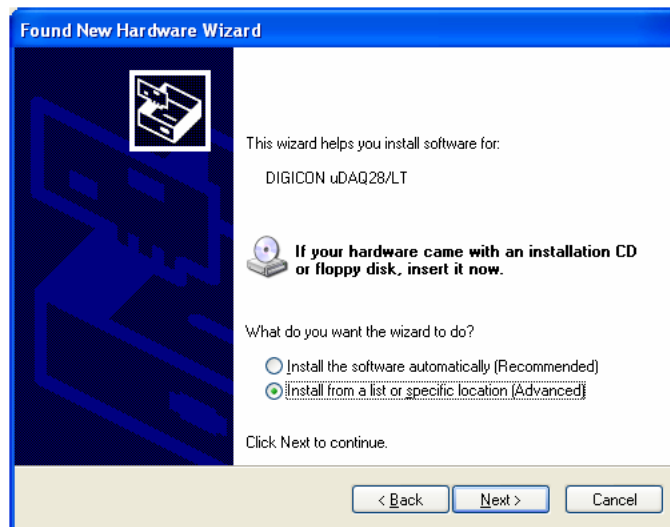 Found New Hardware Wizard
This wizard helps you install software for:
DIGICON uDAQ28/LT
If your hardware came with an installation CD
or floppy disk, insert it now.
What do you want the wizard to do?
Install the software automatically (Recommended)
Install from a list or specific location (Advanced)
Click Next to continue.
< Back Next > Cancel